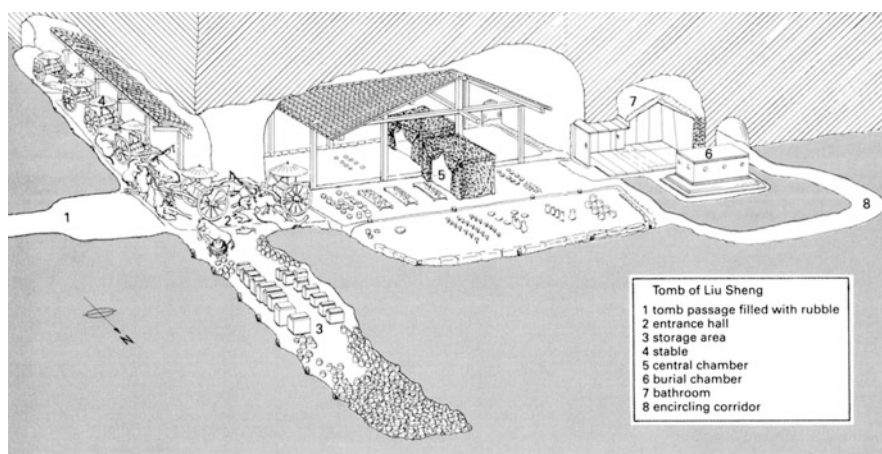 4
7
6
5
1
2
8
3
N
Tomb of Liu Sheng
1 tomb passage filled with rubble
2 entrance hall
3 storage area
4 stable
5 central chamber
6 burial chamber
7 bathroom
8 encircling corridor